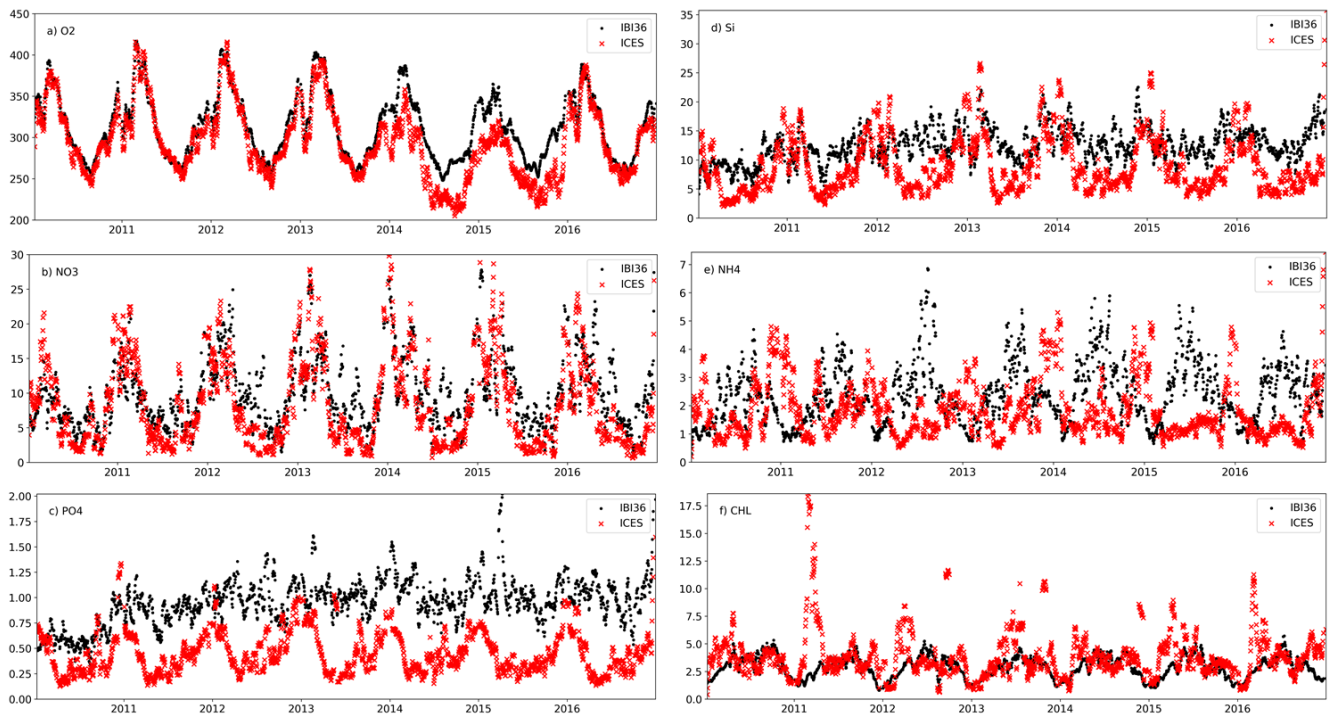 a) O2
IBI36
ICES
450
400
350
300
250
200
2011 2012 2013 2014 2015 2016
d) Si
IBI36
ICES
35
30
25
20
15
10
5
0
2011 2012 2013 2014 2015 2016
b) NO3
IBI36
ICES
30
25
20
15
10
5
0
2011 2012 2013 2014 2015 2016
e) NH4
IBI36
ICES
7
6
5
4
3
2
1
0
2011 2012 2013 2014 2015 2016
c) PO4
IBI36
ICES
2.00
1.75
1.50
1.25
1.00
0.75
0.50
0.25
0.00
2011 2012 2013 2014 2015 2016
f) CHL
IBI36
ICES
17.5
15.0
12.5
10.0
7.5
5.0
2.5
0.0
2011 2012 2013 2014 2015 2016